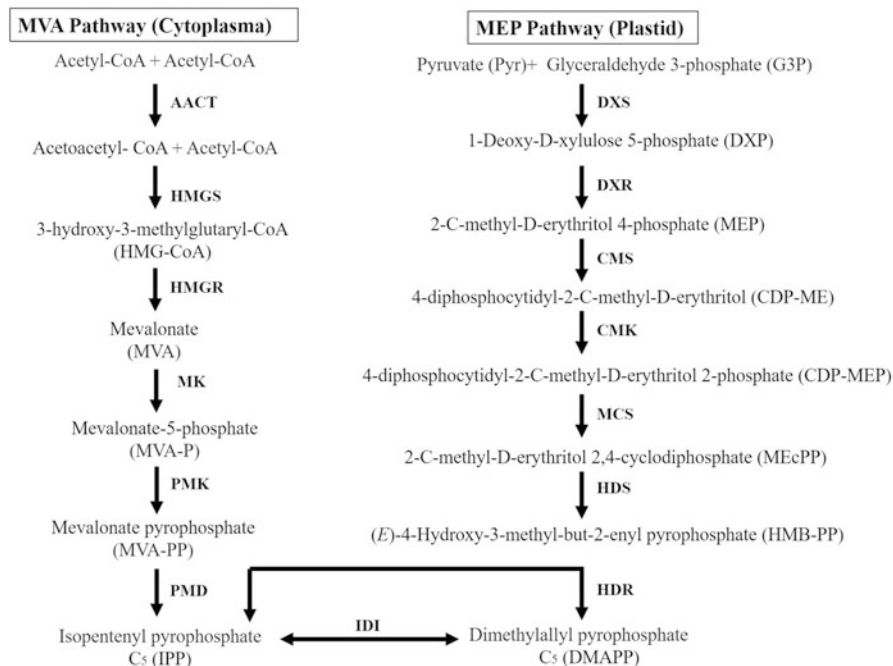 MVA Pathway (Cytoplasma)
Acetyl-CoA + Acetyl-CoA
AACT
Acetoacetyl- CoA + Acetyl-CoA
HMGS
3-hydroxy-3-methylglutaryl-CoA
(HMG-CoA)
HMGR
Mevalonate
(MVA)
MK
Mevalonate-5-phosphate
(MVA-P)
PMK
Mevalonate pyrophosphate
(MVA-PP)
PMD
Isopentenyl pyrophosphate
C₅ (IPP)
IDI
MEP Pathway (Plastid)
Pyruvate (Pyr)+ Glyceraldehyde 3-phosphate (G3P)
DXS
1-Deoxy-D-xylulose 5-phosphate (DXP)
DXR
2-C-methyl-D-erythritol 4-phosphate (MEP)
CMS
4-diphosphocytidyl-2-C-methyl-D-erythritol (CDP-ME)
CMK
4-diphosphocytidyl-2-C-methyl-D-erythritol 2-phosphate (CDP-MEP)
MCS
2-C-methyl-D-erythritol 2,4-cyclodiphosphate (MEcPP)
HDS
(E)-4-Hydroxy-3-methyl-but-2-enyl pyrophosphate (HMB-PP)
HDR
Dimethylallyl pyrophosphate
C₅ (DMAPP)